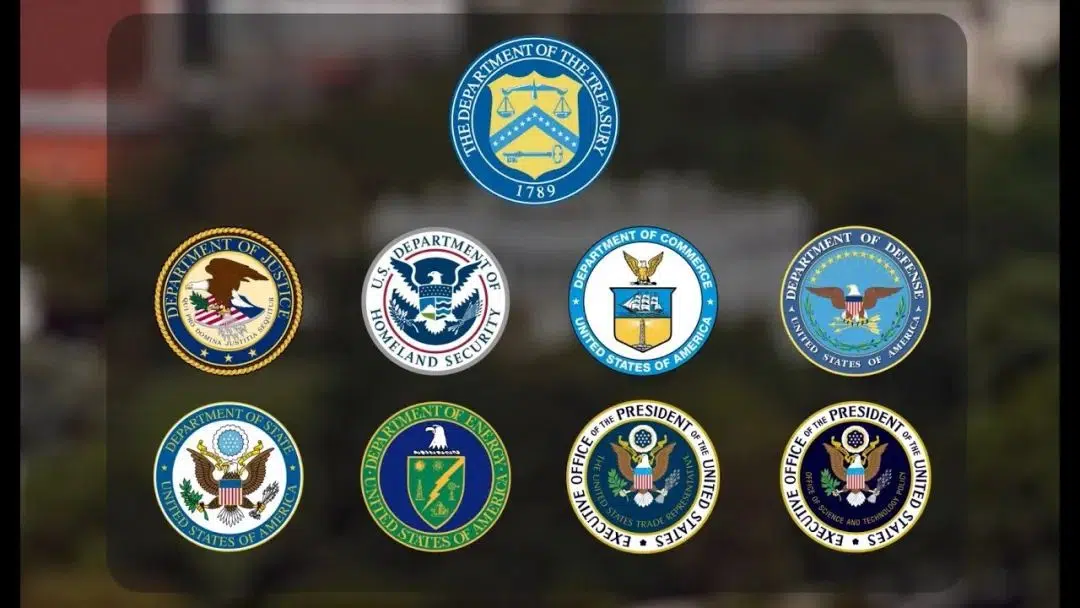 THE DEPARTMENT OF THE TREASURY
1789
DEPARTMENT OF JUSTICE
QUI PRO DOMINA JUSTITIA SEQUITUR
U.S. DEPARTMENT OF
HOMELAND SECURITY
DEPARTMENT OF COMMERCE
UNITED STATES OF AMERICA
DEPARTMENT OF DEFENSE
UNITED STATES OF AMERICA
DEPARTMENT OF STATE
UNITED STATES OF AMERICA
DEPARTMENT OF ENERGY
UNITED STATES OF AMERICA
EXECUTIVE OFFICE OF THE PRESIDENT OF THE UNITED STATES
THE UNITED STATES TRADE REPRESENTATIVE
EXECUTIVE OFFICE OF THE PRESIDENT OF THE UNITED STATES
OFFICE OF SCIENCE AND TECHNOLOGY POLICY